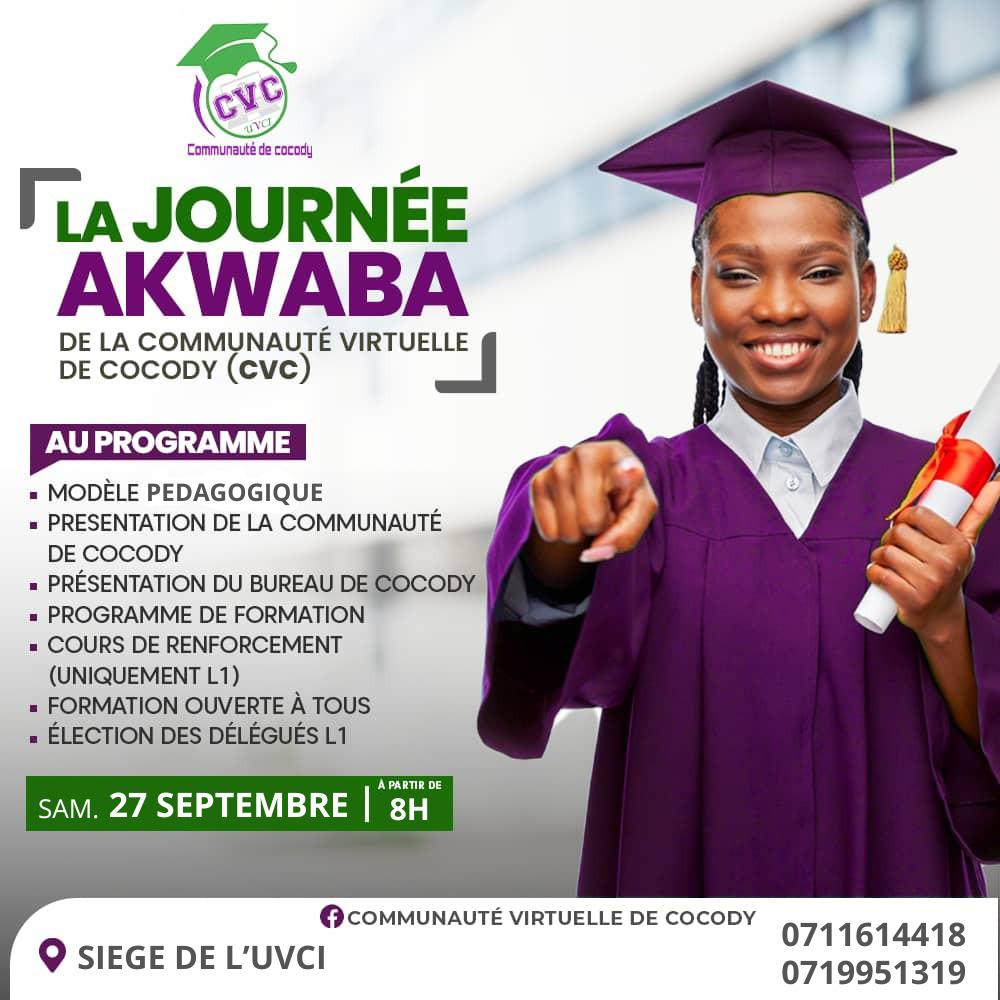 CVC
UVCI
Communauté de cocody
LA JOURNÉE
AKWABA
DE LA COMMUNAUTÉ VIRTUELLE
DE COCODY (CVC)
AU PROGRAMME
▪ MODÈLE PEDAGOGIQUE
▪ PRESENTATION DE LA COMMUNAUTÉ
DE COCODY
▪ PRÉSENTATION DU BUREAU DE COCODY
▪ PROGRAMME DE FORMATION
▪ COURS DE RENFORCEMENT
(UNIQUEMENT L1)
▪ FORMATION OUVERTE À TOUS
▪ ÉLECTION DES DÉLÉGUÉS L1
SAM. 27 SEPTEMBRE | À PARTIR DE
8H
COMMUNAUTÉ VIRTUELLE DE COCODY
SIEGE DE L'UVCI
0711614418
0719951319